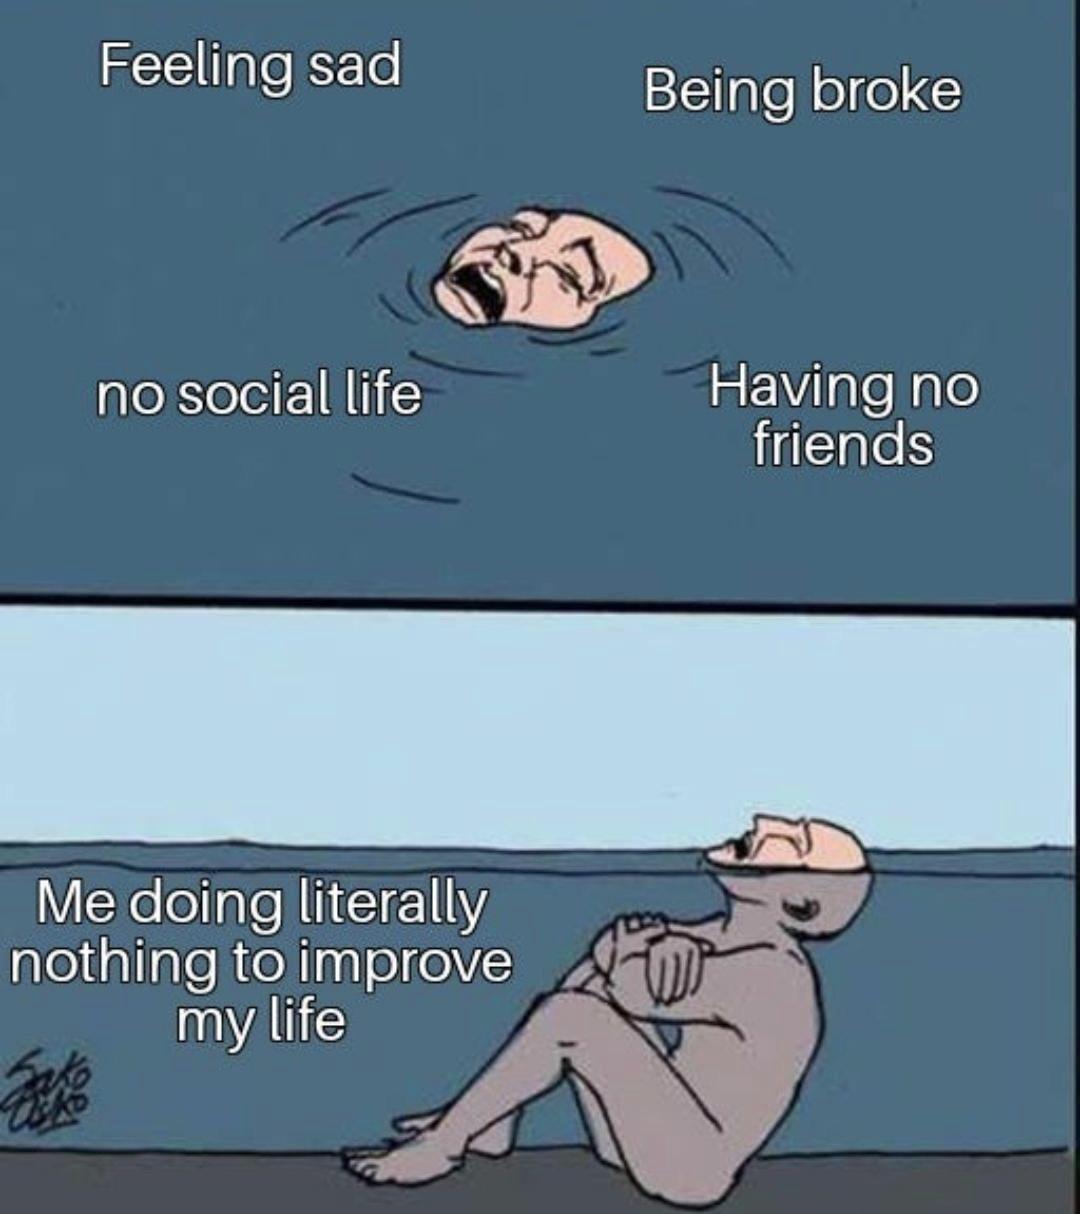 Feeling sad
Being broke
no social life
Having no
friends
Me doing literally
nothing to improve
my life